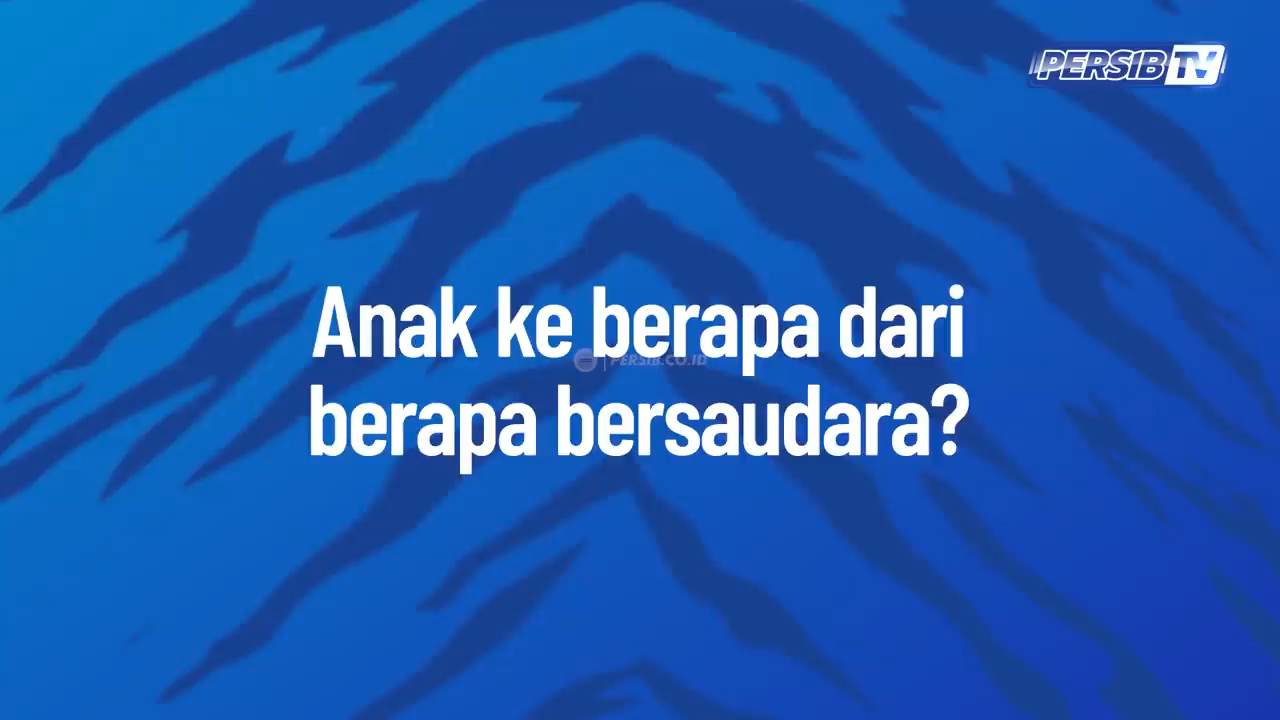 PERSIB TV
Anak ke berapa dari
PERSIB.CO.ID
berapa bersaudara?